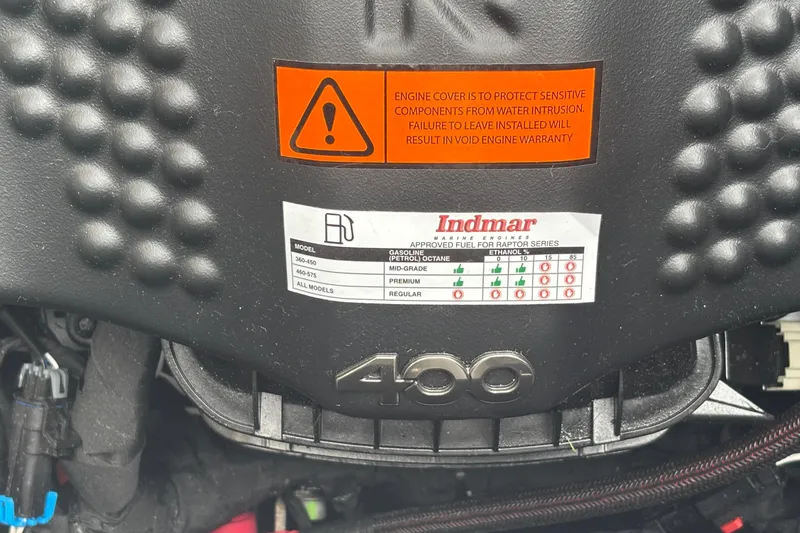 ENGINE COVER IS TO PROTECT SENSITIVE
COMPONENTS FROM WATER INTRUSION.
FAILURE TO LEAVE INSTALLED WILL
RESULT IN VOID ENGINE WARRANTY
Indmar
MARINE ENGINES
APPROVED FUEL FOR RAPTOR SERIES
MODEL GASOLINE (PETROL) OCTANE ETHANOL %
0 10 15 85
360-450 MID-GRADE
460-575 PREMIUM
ALL MODELS REGULAR
400